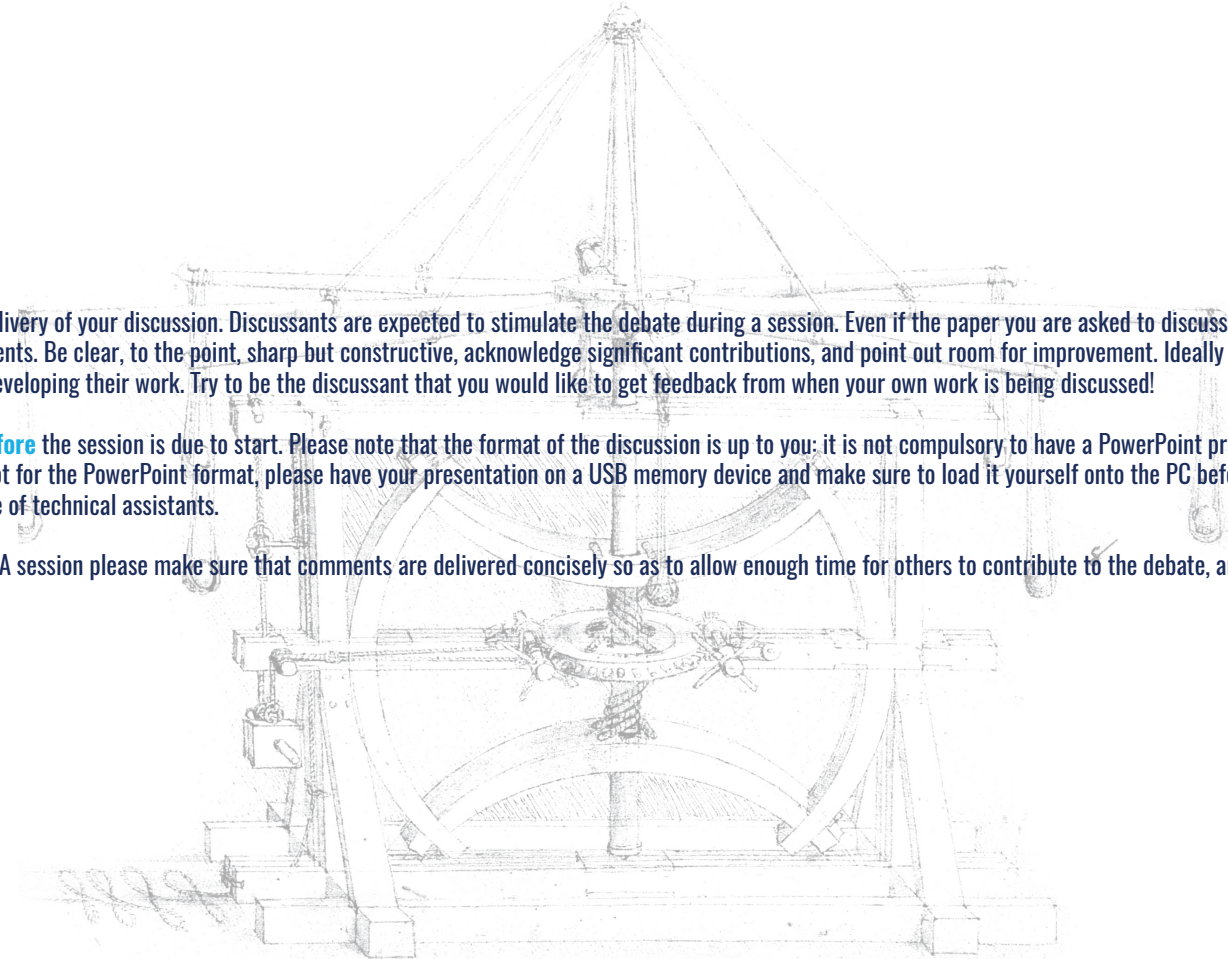 livery of your discussion. Discussants are expected to stimulate the debate during a session. Even if the paper you are asked to discuss
ents. Be clear, to the point, sharp but constructive, acknowledge significant contributions, and point out room for improvement. Ideally
eveloping their work. Try to be the discussant that you would like to get feedback from when your own work is being discussed!
fore the session is due to start. Please note that the format of the discussion is up to you: it is not compulsory to have a PowerPoint pr
pt for the PowerPoint format, please have your presentation on a USB memory device and make sure to load it yourself onto the PC befo
e of technical assistants.
A session please make sure that comments are delivered concisely so as to allow enough time for others to contribute to the debate, a